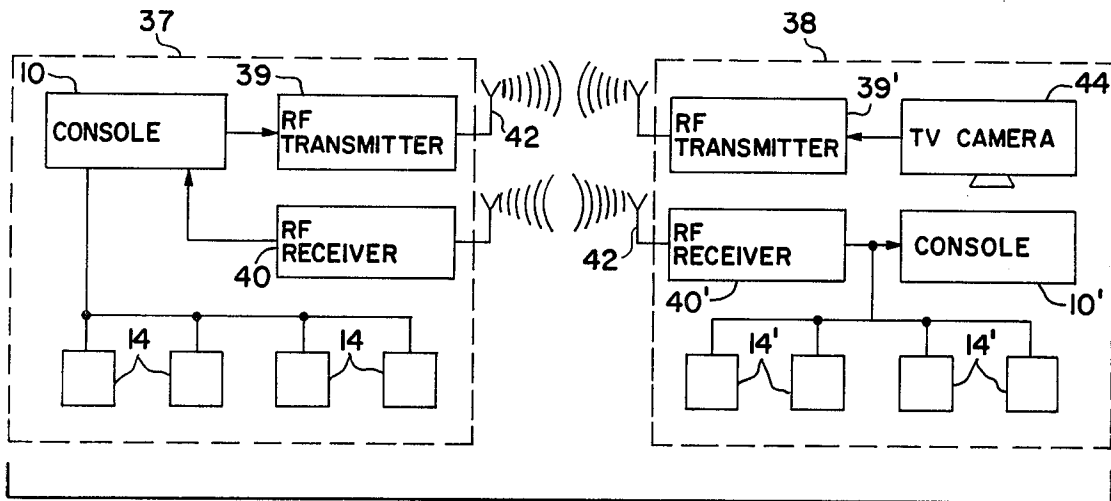 37
38
10
39
39'
44
CONSOLE
RF
TRANSMITTER
42
RF
TRANSMITTER
TV CAMERA
RF
RECEIVER
40
42
RF
RECEIVER
40'
CONSOLE
10'
14
14
14'
14'